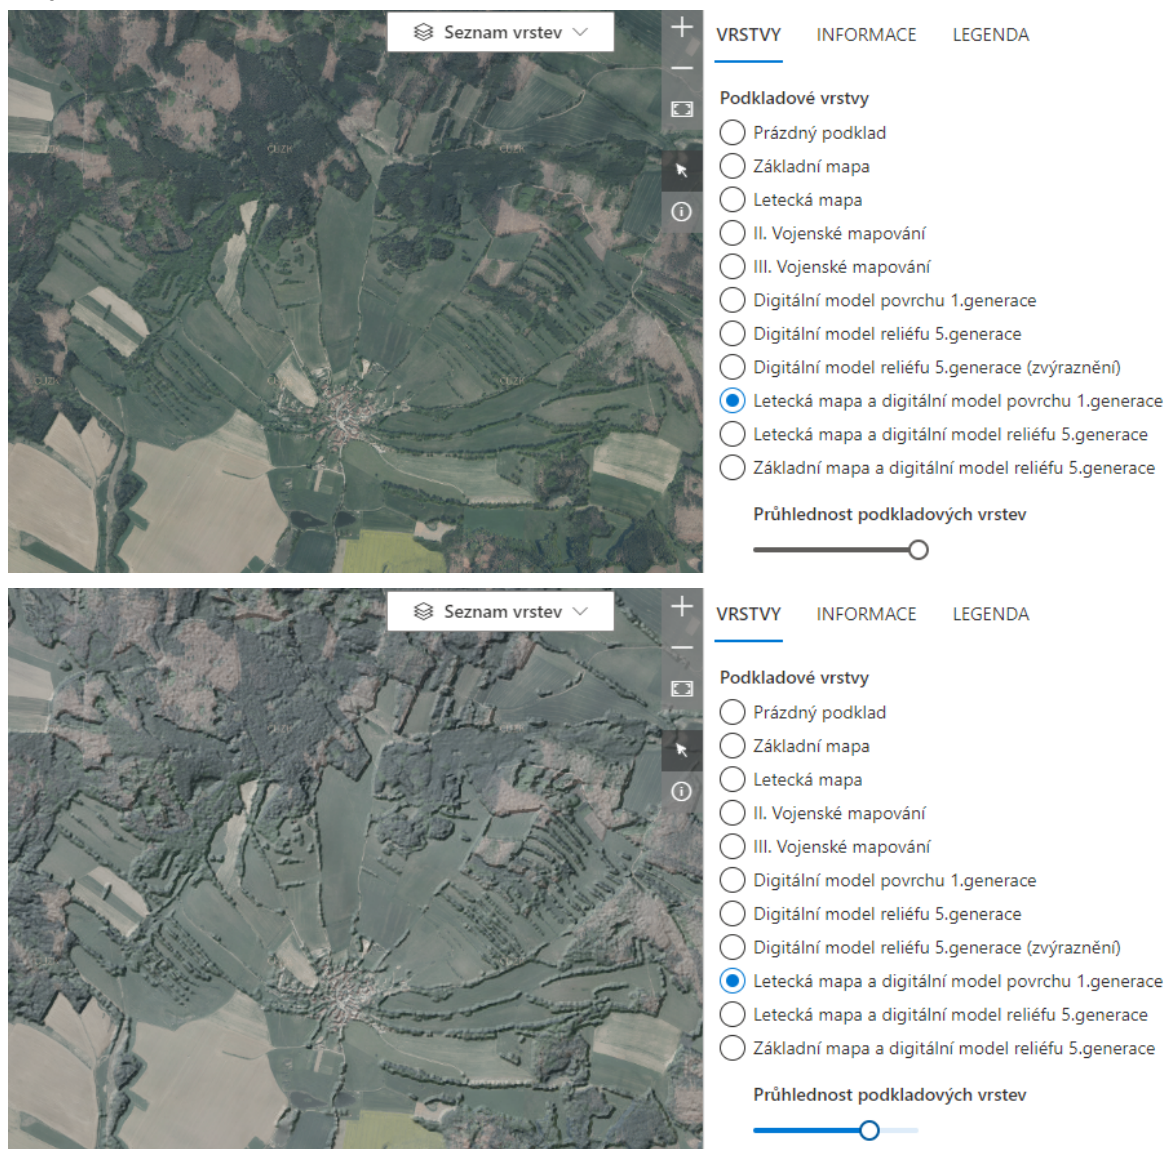 Seznam vrstev
VRSTVY INFORMACE LEGENDA
Podkladové vrstvy
Prázdný podklad
Základní mapa
Letecká mapa
II. Vojenské mapování
III. Vojenské mapování
Digitální model povrchu 1.generace
Digitální model reliéfu 5.generace
Digitální model reliéfu 5.generace (zvýraznění)
Letecká mapa a digitální model povrchu 1.generace
Letecká mapa a digitální model reliéfu 5.generace
Základní mapa a digitální model reliéfu 5.generace
Průhlednost podkladových vrstev
ČÚZK
ČÚZK
ČÚZK
ČÚZK
Seznam vrstev
VRSTVY INFORMACE LEGENDA
Podkladové vrstvy
Prázdný podklad
Základní mapa
Letecká mapa
II. Vojenské mapování
III. Vojenské mapování
Digitální model povrchu 1.generace
Digitální model reliéfu 5.generace
Digitální model reliéfu 5.generace (zvýraznění)
Letecká mapa a digitální model povrchu 1.generace
Letecká mapa a digitální model reliéfu 5.generace
Základní mapa a digitální model reliéfu 5.generace
Průhlednost podkladových vrstev